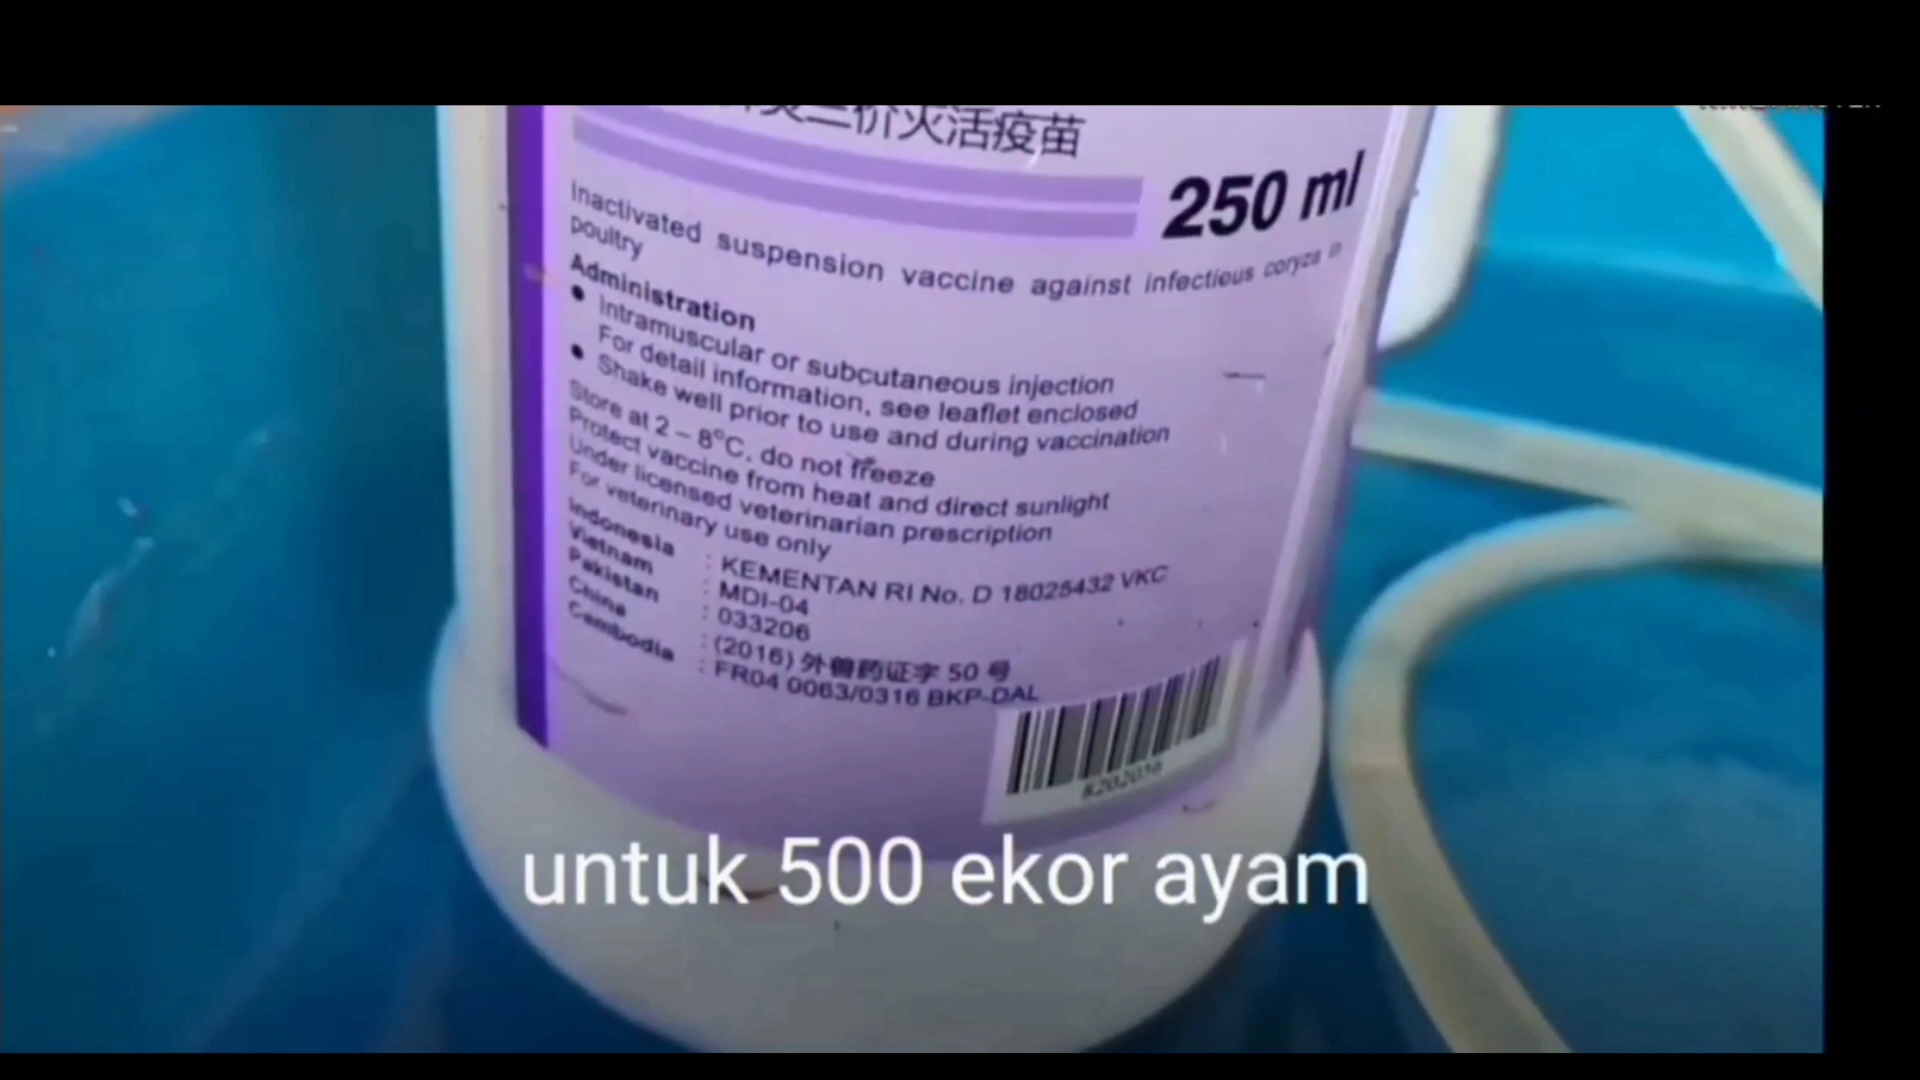 三价灭活疫苗
250 ml
Inactivated suspension vaccine against infectious coryza in
poultry
Administration
● Intramuscular or subcutaneous injection
For detail information, see leaflet enclosed
● Shake well prior to use and during vaccination
Store at 2 – 8°C, do not freeze
Protect vaccine from heat and direct sunlight
Under licensed veterinarian prescription
For veterinary use only
Indonesia : KEMENTAN RI No. D 18025432 VKC
Vietnam : MDI-04
Pakistan : 033206
China : (2016) 外兽药证字 50 号
Cambodia : FR04 0063/0316 BKP-DAL
untuk 500 ekor ayam